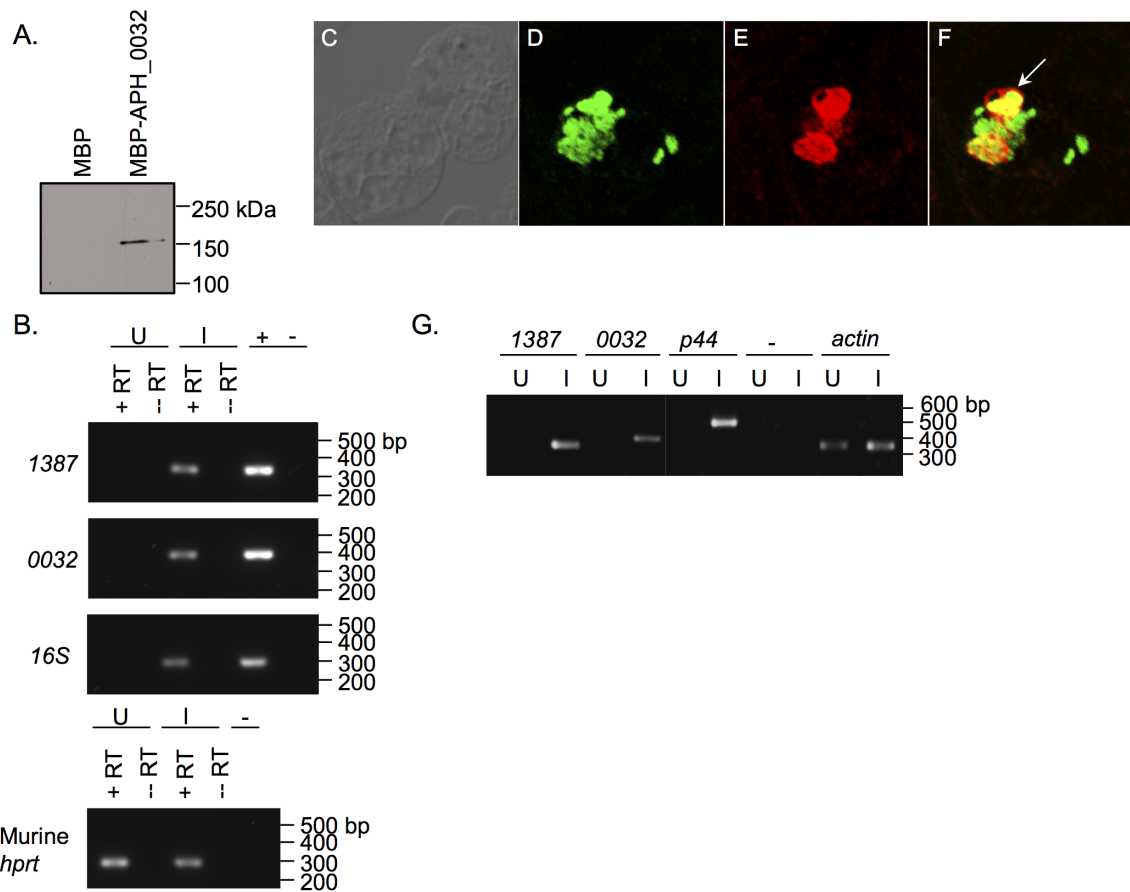 A.
MBP
MBP-APH_0032
250 kDa
150
100
C
D
E
F
B.
U
I
+
-
+ RT
-- RT
+ RT
-- RT
1387
500 bp
400
300
200
0032
500
400
300
200
16S
500
400
300
200
U
I
-
+ RT
-- RT
+ RT
-- RT
Murine
hprt
500 bp
400
300
200
G.
1387
0032
p44
-
actin
U I U I U I U I U I
600 bp
500
400
300